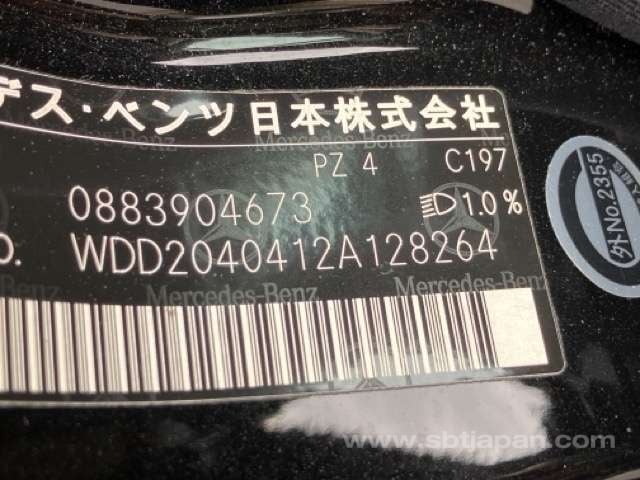 デス・ベンツ日本株式会社
PZ 4 C197
0883904673 1.0 %
O. WDD2040412A128264
Mercedes-Benz
Mercedes-Benz
Mercedes-Benz
外No.2355
www.sbtjapan.com